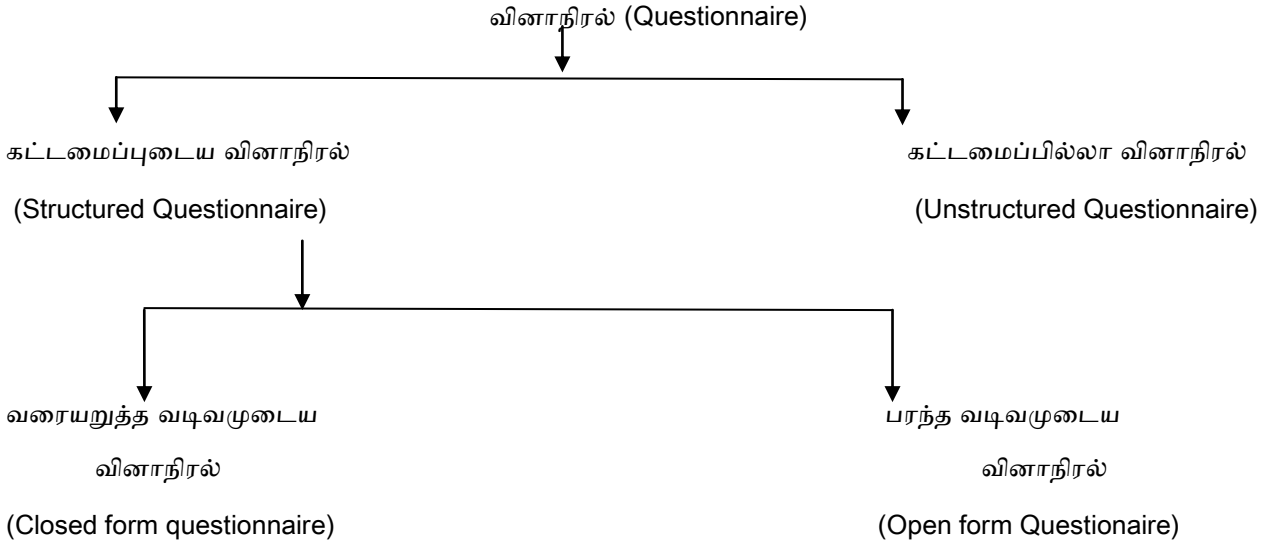 வினாநிரல் (Questionnaire)
கட்டமைப்புடைய வினாநிரல்
கட்டமைப்பில்லா வினாநிரல்
(Structured Questionnaire)
(Unstructured Questionnaire)
வரையறுத்த வடிவமுடைய
பரந்த வடிவமுடைய
வினாநிரல்
வினாநிரல்
(Closed form questionnaire)
(Open form Questionaire)